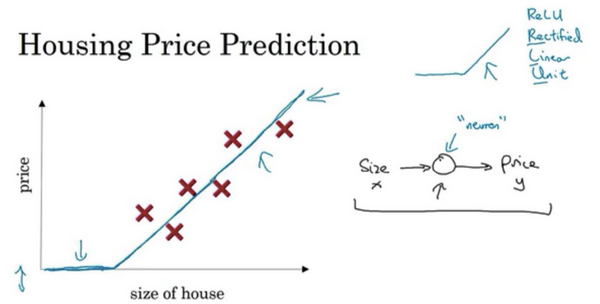 Housing Price Prediction
ReLU
Rectified
Linear
Unit
price
size of house
"neuron"
Size
x
Price
y